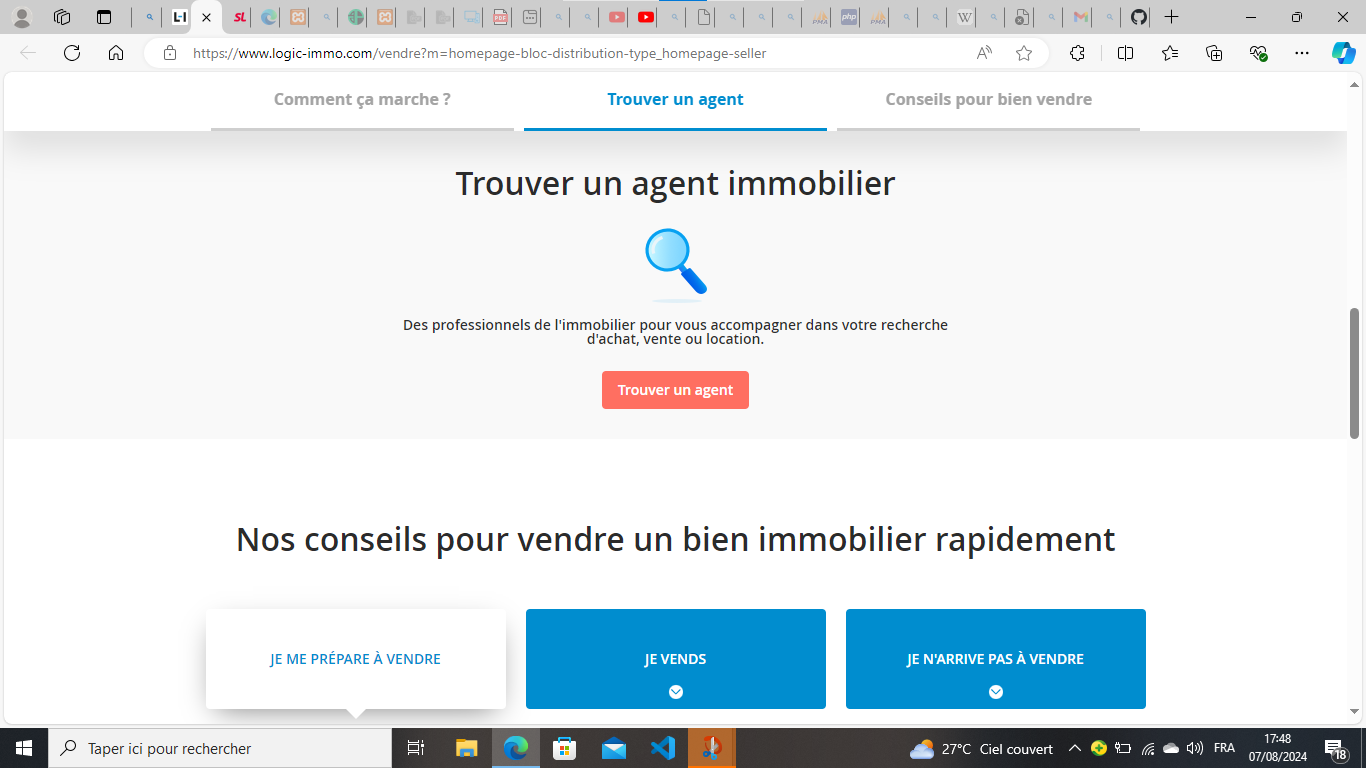 https://www.logic-immo.com/vendre?m=homepage-bloc-distribution-type_homepage-seller
Comment ça marche ?
Trouver un agent
Conseils pour bien vendre
Trouver un agent immobilier
Des professionnels de l'immobilier pour vous accompagner dans votre recherche
d'achat, vente ou location.
Trouver un agent
Nos conseils pour vendre un bien immobilier rapidement
JE ME PRÉPARE À VENDRE
JE VENDS
JE N'ARRIVE PAS À VENDRE
Taper ici pour rechercher
27°C Ciel couvert
FRA
17:48
07/08/2024
18